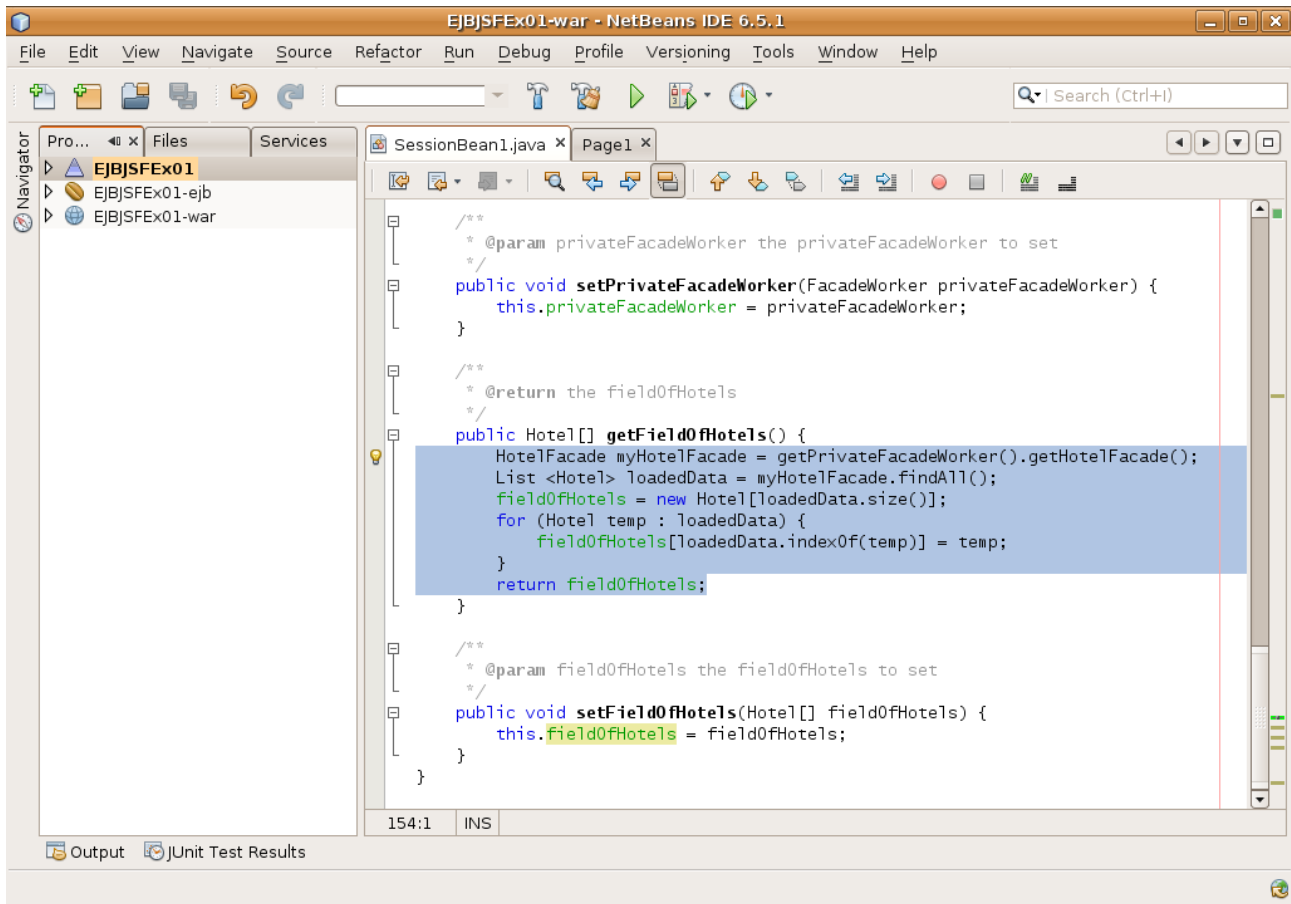 EJBJSFEx01-war - NetBeans IDE 6.5.1
File Edit View Navigate Source Refactor Run Debug Profile Versioning Tools Window Help
Search (Ctrl+I)
Navigator
Pro... Files Services
EJBJSFEx01
EJBJSFEx01-ejb
EJBJSFEx01-war
SessionBean1.java Page1
/**
* @param privateFacadeWorker the privateFacadeWorker to set
*/
public void setPrivateFacadeWorker(FacadeWorker privateFacadeWorker) {
this.privateFacadeWorker = privateFacadeWorker;
}
/**
* @return the fieldOfHotels
*/
public Hotel[] getFieldOfHotels() {
HotelFacade myHotelFacade = getPrivateFacadeWorker().getHotelFacade();
List <Hotel> loadedData = myHotelFacade.findAll();
fieldOfHotels = new Hotel[loadedData.size()];
for (Hotel temp : loadedData) {
fieldOfHotels[loadedData.indexOf(temp)] = temp;
}
return fieldOfHotels;
}
/**
* @param fieldOfHotels the fieldOfHotels to set
*/
public void setFieldOfHotels(Hotel[] fieldOfHotels) {
this.fieldOfHotels = fieldOfHotels;
}
}
154:1 INS
Output JUnit Test Results